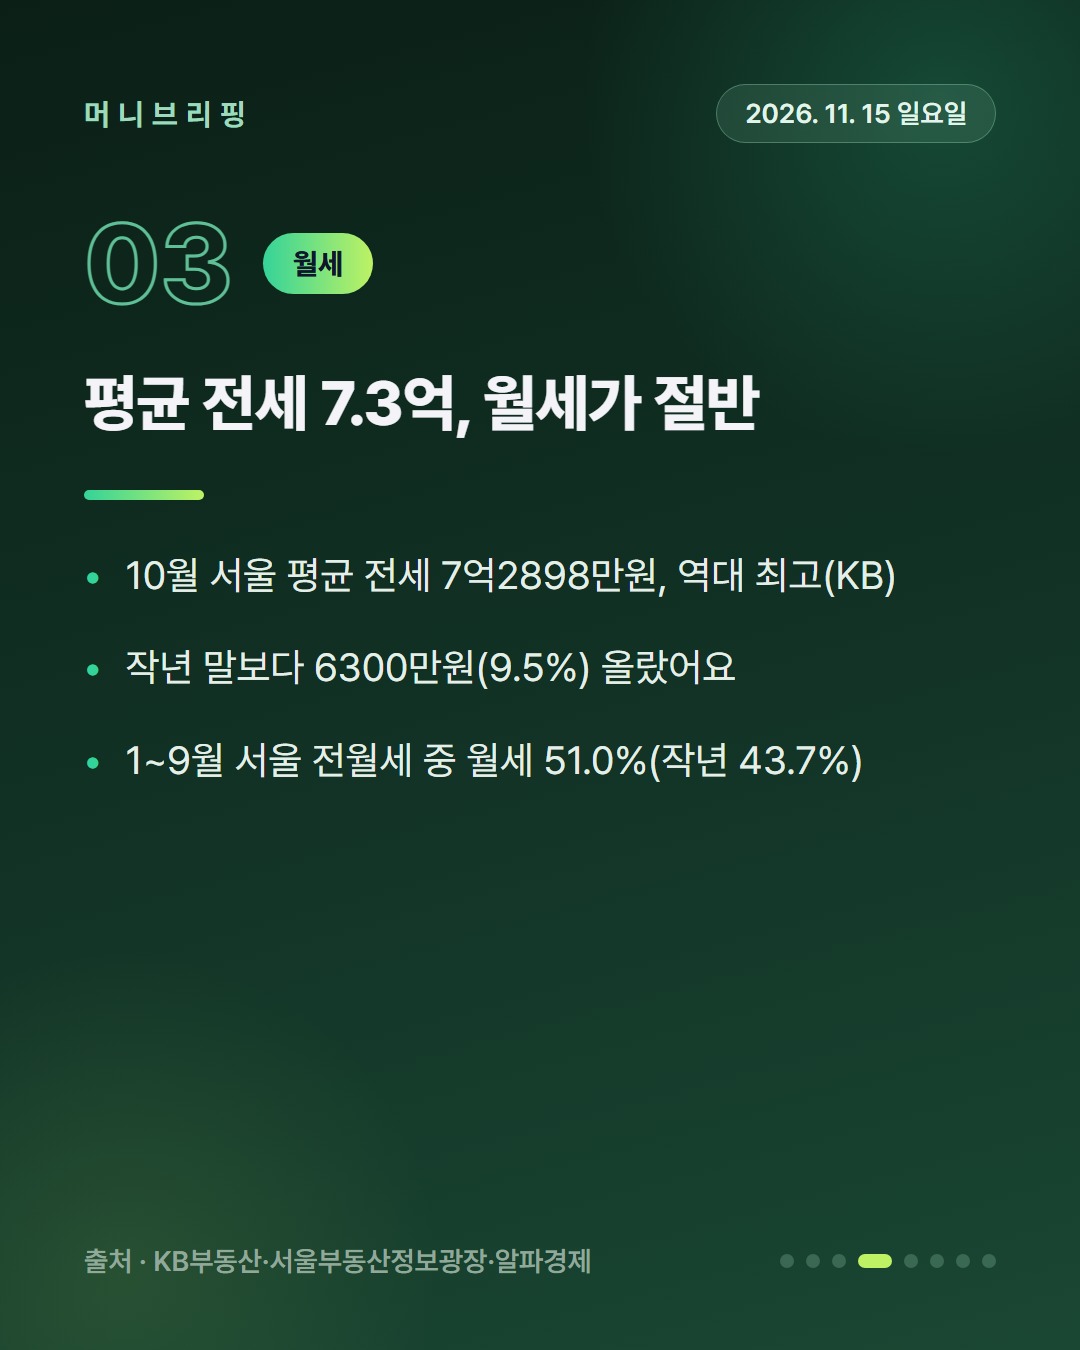 머니브리핑
2026. 11. 15 일요일
03
월세
평균 전세 7.3억, 월세가 절반
• 10월 서울 평균 전세 7억2898만원, 역대 최고(KB)
• 작년 말보다 6300만원(9.5%) 올랐어요
• 1~9월 서울 전월세 중 월세 51.0%(작년 43.7%)
출처 · KB부동산·서울부동산정보광장·알파경제